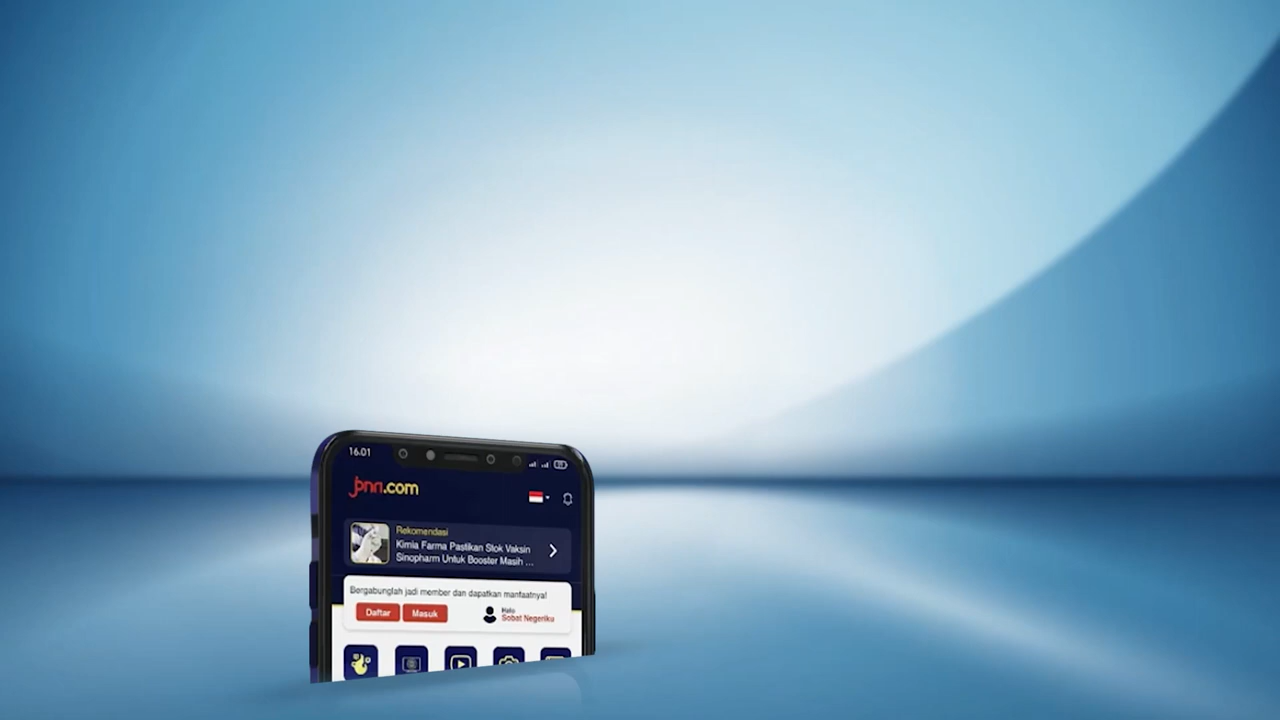 16.01
jpnn.com
Rekomendasi
Kimia Farma Pastikan Stok Vaksin
Sinopharm Untuk Booster Masih ...
Bergabunglah jadi member dan dapatkan manfaatnya!
Daftar
Masuk
Halo
Sobat Negeriku